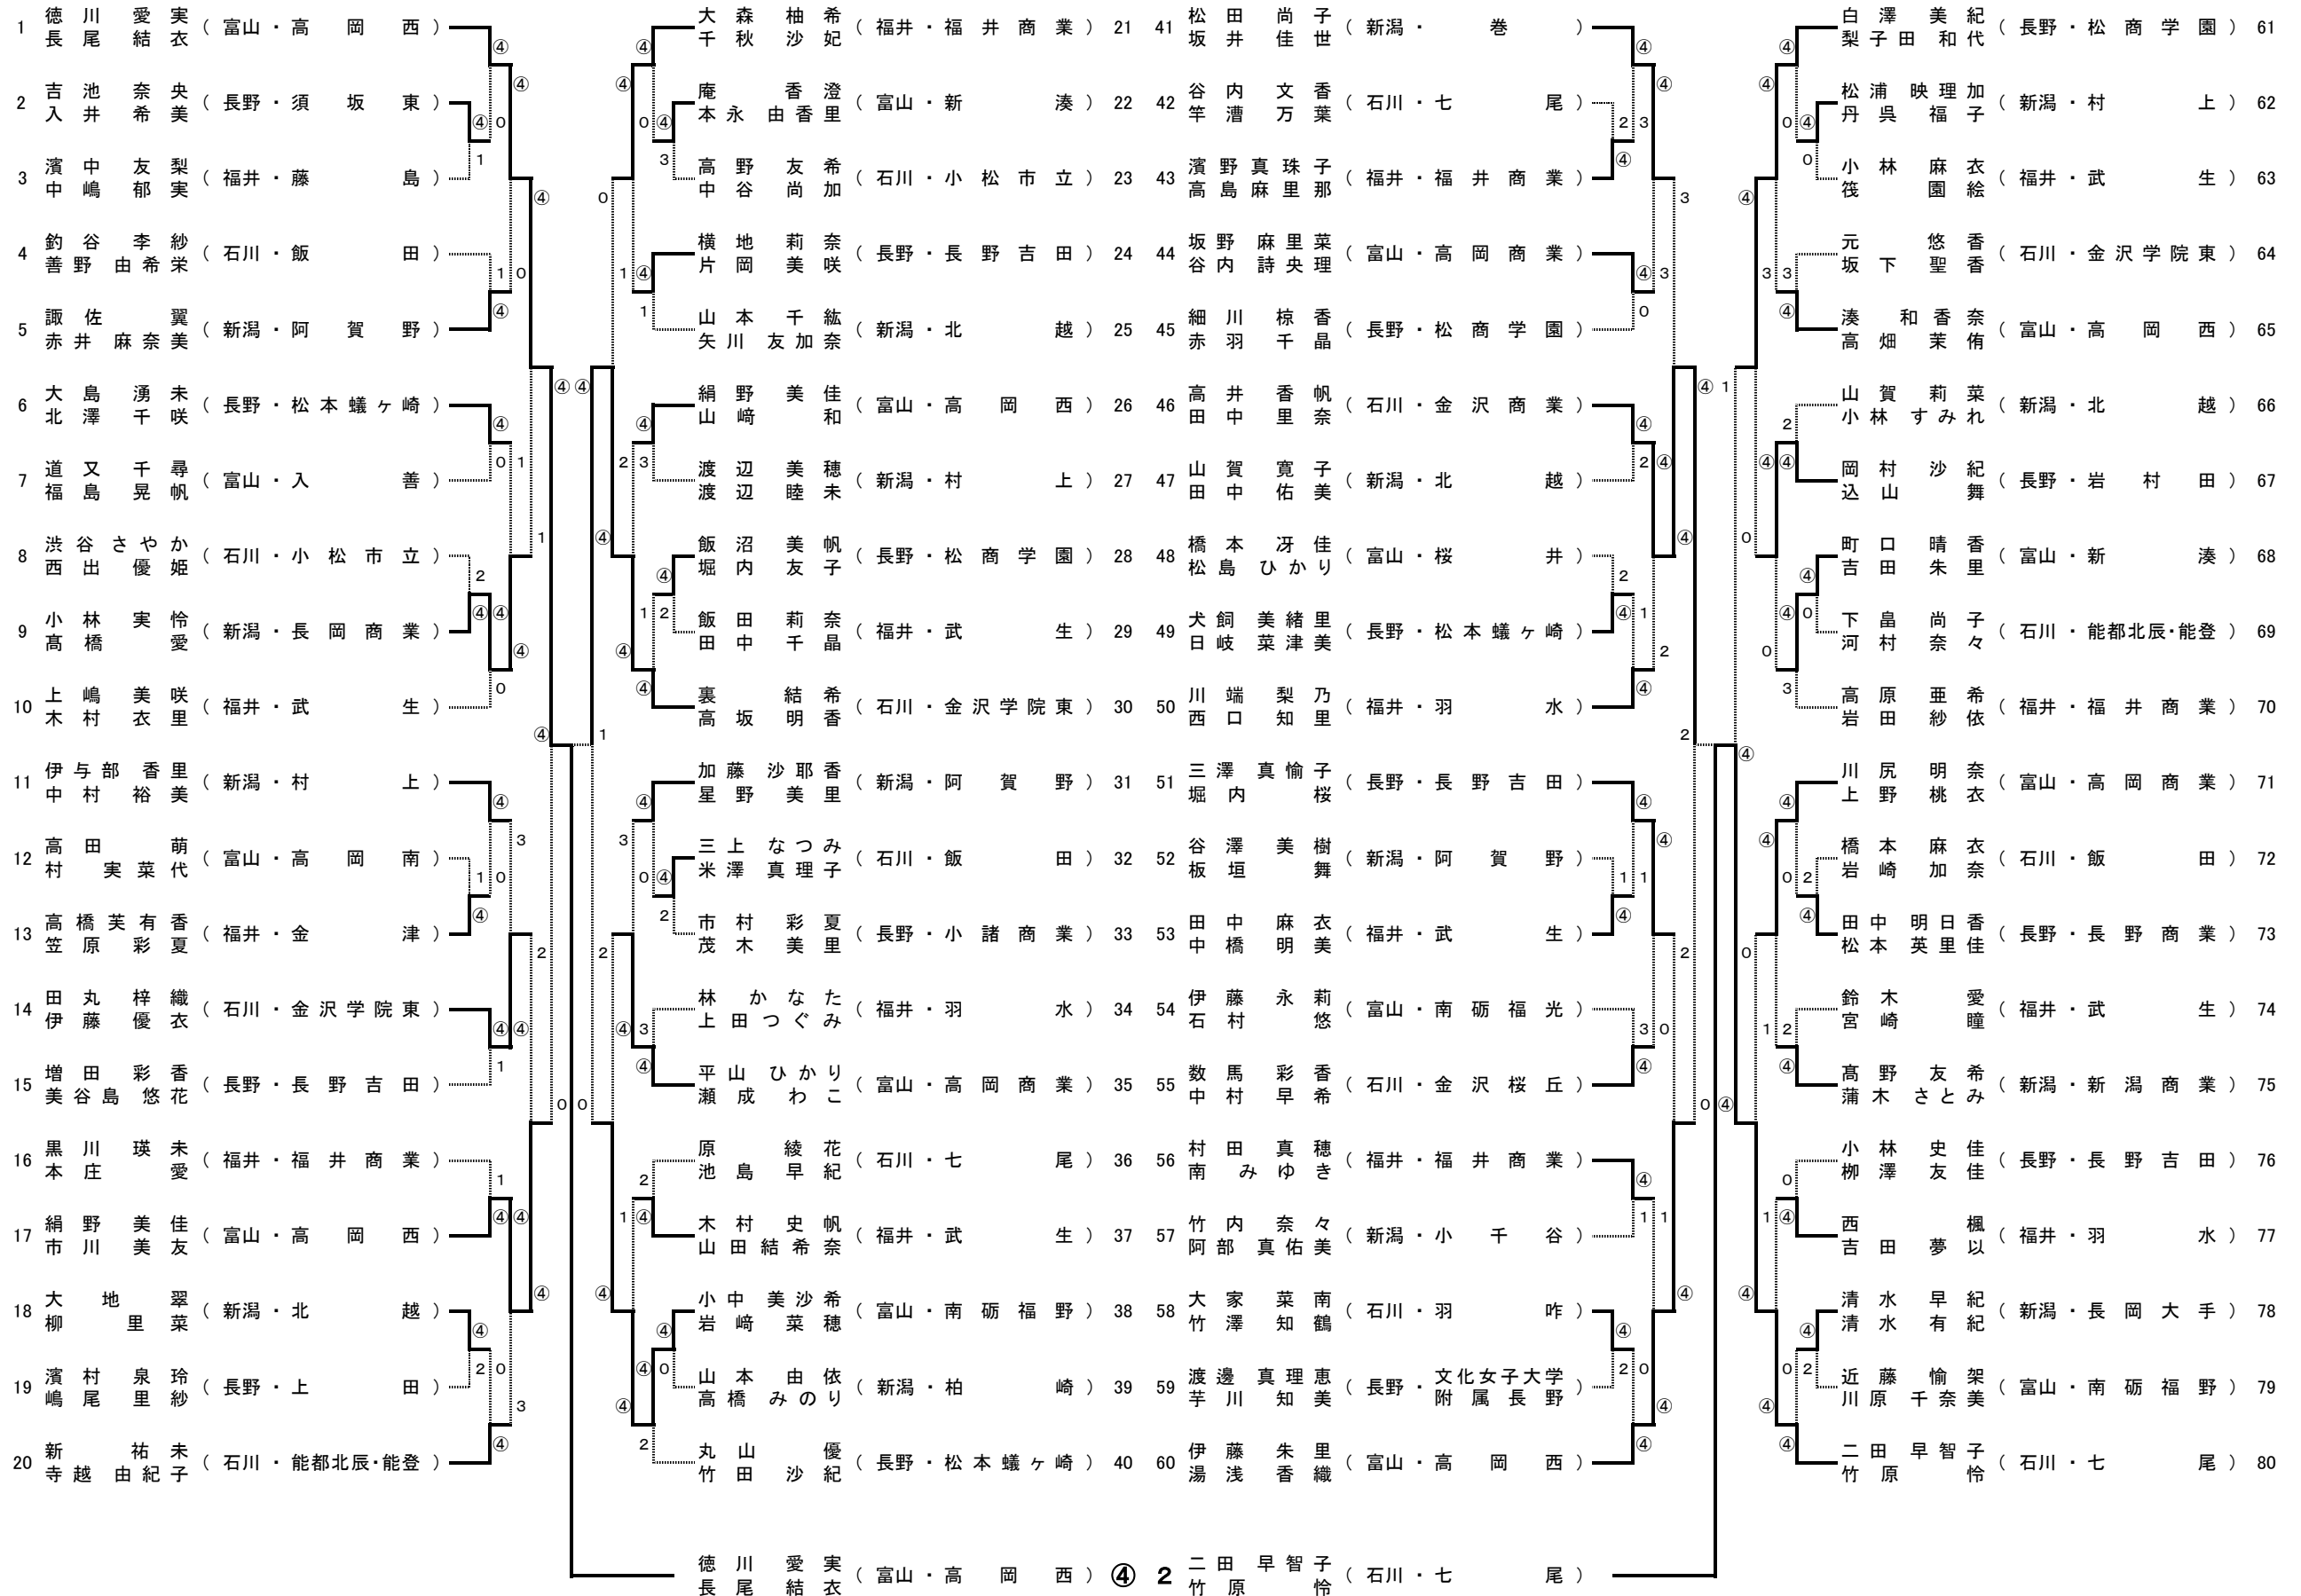 1 徳川愛実 長尾結衣 (富山・高岡西)
2 吉池奈央 入井希美 (長野・須坂東)
3 濱中友梨 中嶋郁実 (福井・藤島)
4 釣谷李紗 善野由希栄 (石川・飯田)
5 諏佐翼 赤井麻奈美 (新潟・阿賀野)
6 大島湧未 北澤千咲 (長野・松本蟻ヶ崎)
7 道又千尋 福島晃帆 (富山・入善)
8 渋谷さやか 西出優姫 (石川・小松市立)
9 小林実怜 髙橋愛 (新潟・長岡商業)
10 上嶋美咲 木村衣里 (福井・武生)
11 伊与部香里 中村裕美 (新潟・村上)
12 高田萌 村実菜代 (富山・高岡南)
13 高橋芙有香 笠原彩夏 (福井・金津)
14 田丸梓織 伊藤優衣 (石川・金沢学院東)
15 増田彩香 美谷島悠花 (長野・長野吉田)
16 黒川瑛未 本庄愛 (福井・福井商業)
17 絹野美佳 市川美友 (富山・高岡西)
18 大地翠 柳里菜 (新潟・北越)
19 濱村泉玲 嶋尾里紗 (長野・上田)
20 新祐未 寺越由紀子 (石川・能都北辰・能登)
大森柚希 千秋沙妃 (福井・福井商業) 21
庵香澄 本永由香里 (富山・新湊) 22
高野友希 中谷尚加 (石川・小松市立) 23
横地莉奈 片岡美咲 (長野・長野吉田) 24
山本千紘 矢川友加奈 (新潟・北越) 25
絹野美佳 山﨑和 (富山・高岡西) 26
渡辺美穂 渡辺睦未 (新潟・村上) 27
飯沼美帆 堀内友子 (長野・松商学園) 28
飯田莉奈 田中千晶 (福井・武生) 29
裏結希 高坂明香 (石川・金沢学院東) 30
加藤沙耶香 星野美里 (新潟・阿賀野) 31
三上なつみ 米澤真理子 (石川・飯田) 32
市村彩夏 茂木美里 (長野・小諸商業) 33
林かなた 上田つぐみ (福井・羽水) 34
平山ひかり 瀬成わこ (富山・高岡商業) 35
原綾花 池島早紀 (石川・七尾) 36
木村史帆 山田結希奈 (福井・武生) 37
小中美沙希 岩﨑菜穂 (富山・南砺福野) 38
山本由依 高橋みのり (新潟・柏崎) 39
丸山優 竹田沙紀 (長野・松本蟻ヶ崎) 40
41 松田尚子 坂井佳世 (新潟・巻)
42 谷内文香 竿漕万葉 (石川・七尾)
43 濱野真珠子 高島麻里那 (福井・福井商業)
44 坂野麻里菜 谷内詩央理 (富山・高岡商業)
45 細川椋香 赤羽千晶 (長野・松商学園)
46 高井香帆 田中里奈 (石川・金沢商業)
47 山賀寛子 田中佑美 (新潟・北越)
48 橋本冴佳 松島ひかり (富山・桜井)
49 犬飼美緒里 日岐菜津美 (長野・松本蟻ヶ崎)
50 川端梨乃 西口知里 (福井・羽水)
51 三澤真愉子 堀内桜 (長野・長野吉田)
52 谷澤美樹 板垣舞 (新潟・阿賀野)
53 田中麻衣 中橋明美 (福井・武生)
54 伊藤永莉 石村悠 (富山・南砺福光)
55 数馬彩香 中村早希 (石川・金沢桜丘)
56 村田真穂 南みゆき (福井・福井商業)
57 竹内奈々 阿部真佑美 (新潟・小千谷)
58 大家菜南 竹澤知鶴 (石川・羽咋)
59 渡邊真理恵 芋川知美 (長野・文化女子大学附属長野)
60 伊藤朱里 湯浅香織 (富山・高岡西)
白澤美紀 梨子田和代 (長野・松商学園) 61
松浦映理加 丹呉福子 (新潟・村上) 62
小林麻衣 筏園絵 (福井・武生) 63
元悠香 坂下聖香 (石川・金沢学院東) 64
湊和香奈 高畑茉侑 (富山・高岡西) 65
山賀莉菜 小林すみれ (新潟・北越) 66
岡村沙紀 込山舞 (長野・岩村田) 67
町口晴香 吉田朱里 (富山・新湊) 68
下畠尚子 河村奈々 (石川・能都北辰・能登) 69
高原亜希 岩田紗依 (福井・福井商業) 70
川尻明奈 上野桃衣 (富山・高岡商業) 71
橋本麻衣 岩崎加奈 (石川・飯田) 72
田中明日香 松本英里佳 (長野・長野商業) 73
鈴木愛 宮崎瞳 (福井・武生) 74
髙野友希 蒲木さとみ (新潟・新潟商業) 75
小林史佳 栁澤友佳 (長野・長野吉田) 76
西楓 吉田夢以 (福井・羽水) 77
清水早紀 清水有紀 (新潟・長岡大手) 78
近藤愉架 川原千奈美 (富山・南砺福野) 79
二田早智子 竹原怜 (石川・七尾) 80
徳川愛実 長尾結衣 (富山・高岡西) ④ 2 二田早智子 竹原怜 (石川・七尾)